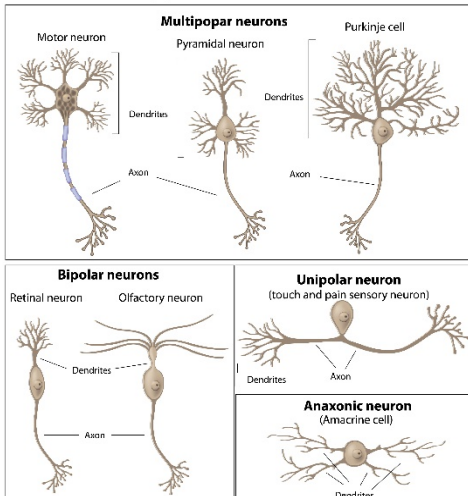 Multipopar neurons
Motor neuron
Pyramidal neuron
Purkinje cell
Dendrites
Dendrites
Axon
Axon
Bipolar neurons
Retinal neuron
Olfactory neuron
Dendrites
Axon
Unipolar neuron
(touch and pain sensory neuron)
Dendrites
Axon
Anaxonic neuron
(Amacrine cell)
Dendrites